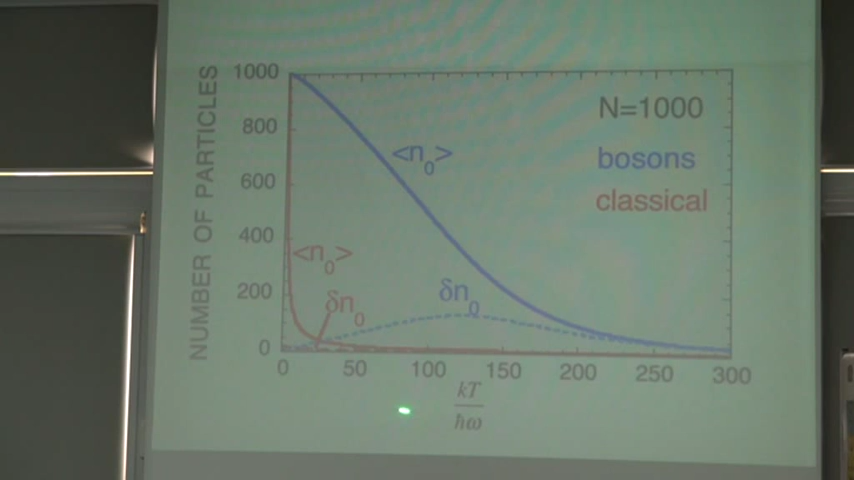 NUMBER OF PARTICLES
1000
800
600
400
200
0
N=1000
bosons
classical
<n₀>
<n₀>
δn₀
δn₀
0 50 100 150 200 250 300
kT
ħω